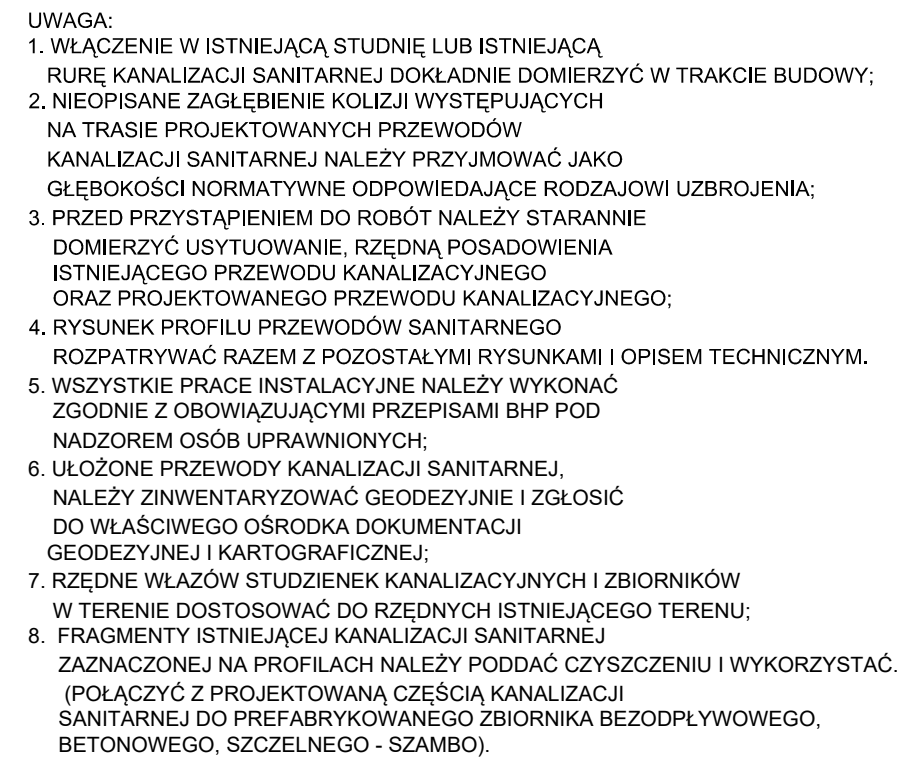 UWAGA:
1. WŁĄCZENIE W ISTNIEJĄCĄ STUDNIĘ LUB ISTNIEJĄCĄ
RURĘ KANALIZACJI SANITARNEJ DOKŁADNIE DOMIERZYĆ W TRAKCIE BUDOWY;
2. NIEOPISANE ZAGŁĘBIENIE KOLIZJI WYSTĘPUJĄCYCH
NA TRASIE PROJEKTOWANYCH PRZEWODÓW
KANALIZACJI SANITARNEJ NALEŻY PRZYJMOWAĆ JAKO
GŁĘBOKOŚCI NORMATYWNE ODPOWIEDAJĄCE RODZAJOWI UZBROJENIA;
3. PRZED PRZYSTĄPIENIEM DO ROBÓT NALEŻY STARANNIE
DOMIERZYĆ USYTUOWANIE, RZĘDNĄ POSADOWIENIA
ISTNIEJĄCEGO PRZEWODU KANALIZACYJNEGO
ORAZ PROJEKTOWANEGO PRZEWODU KANALIZACYJNEGO;
4. RYSUNEK PROFILU PRZEWODÓW SANITARNEGO
ROZPATRYWAĆ RAZEM Z POZOSTAŁYMI RYSUNKAMI I OPISEM TECHNICZNYM.
5. WSZYSTKIE PRACE INSTALACYJNE NALEŻY WYKONAĆ
ZGODNIE Z OBOWIĄZUJĄCYMI PRZEPISAMI BHP POD
NADZOREM OSÓB UPRAWNIONYCH;
6. UŁOŻONE PRZEWODY KANALIZACJI SANITARNEJ,
NALEŻY ZINWENTARYZOWAĆ GEODEZYJNIE I ZGŁOSIĆ
DO WŁAŚCIWEGO OŚRODKA DOKUMENTACJI
GEODEZYJNEJ I KARTOGRAFICZNEJ;
7. RZĘDNE WŁAZÓW STUDZIENEK KANALIZACYJNYCH I ZBIORNIKÓW
W TERENIE DOSTOSOWAĆ DO RZĘDNYCH ISTNIEJĄCEGO TERENU;
8. FRAGMENTY ISTNIEJĄCEJ KANALIZACJI SANITARNEJ
ZAZNACZONEJ NA PROFILACH NALEŻY PODDAĆ CZYSZCZENIU I WYKORZYSTAĆ.
(POŁĄCZYĆ Z PROJEKTOWANĄ CZĘŚCIĄ KANALIZACJI
SANITARNEJ DO PREFABRYKOWANEGO ZBIORNIKA BEZODPŁYWOWEGO,
BETONOWEGO, SZCZELNEGO - SZAMBO).